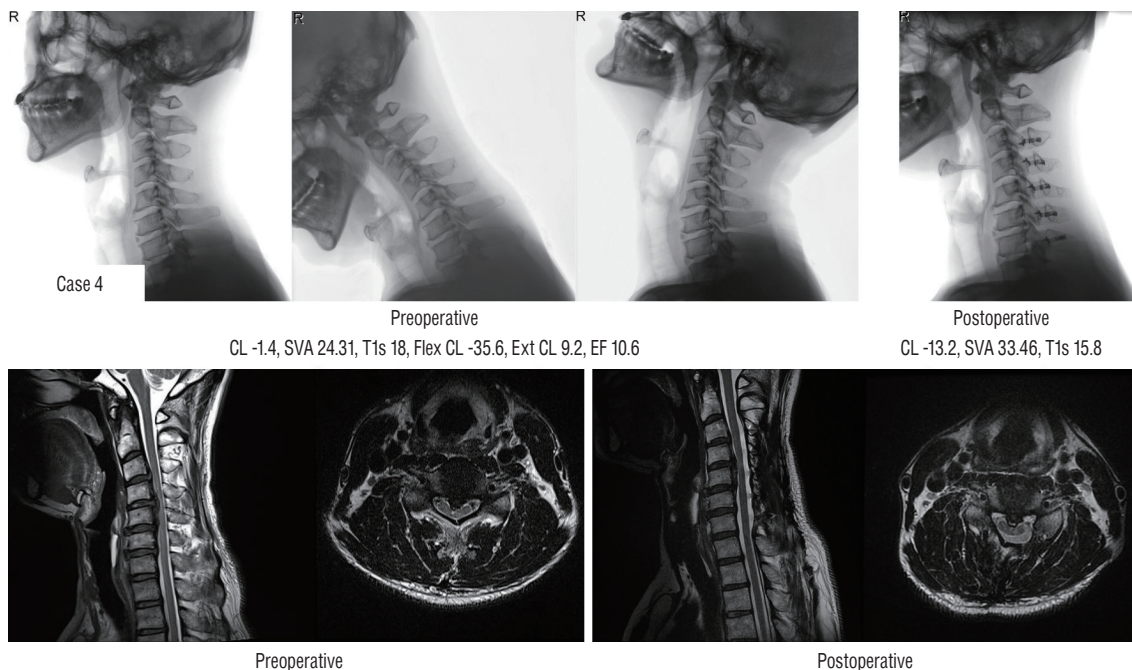 R
R
R
R
Case 4
Preoperative
Postoperative
CL -1.4, SVA 24.31, T1s 18, Flex CL -35.6, Ext CL 9.2, EF 10.6
CL -13.2, SVA 33.46, T1s 15.8
Preoperative
Postoperative